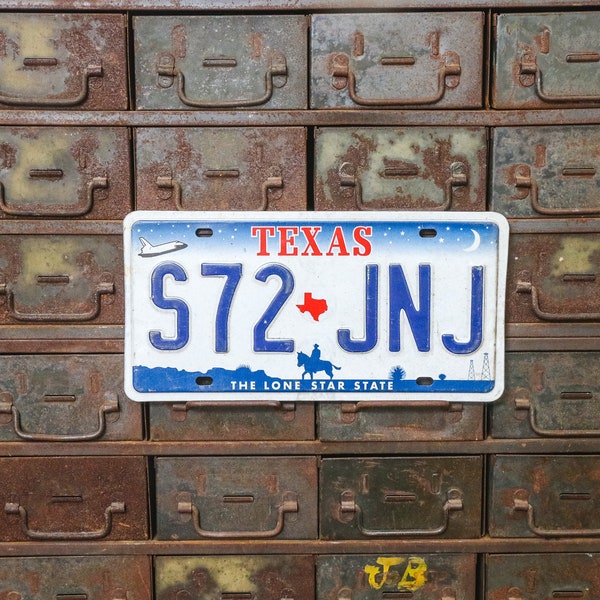 TEXAS
S72 JNJ
THE LONE STAR STATE
JB